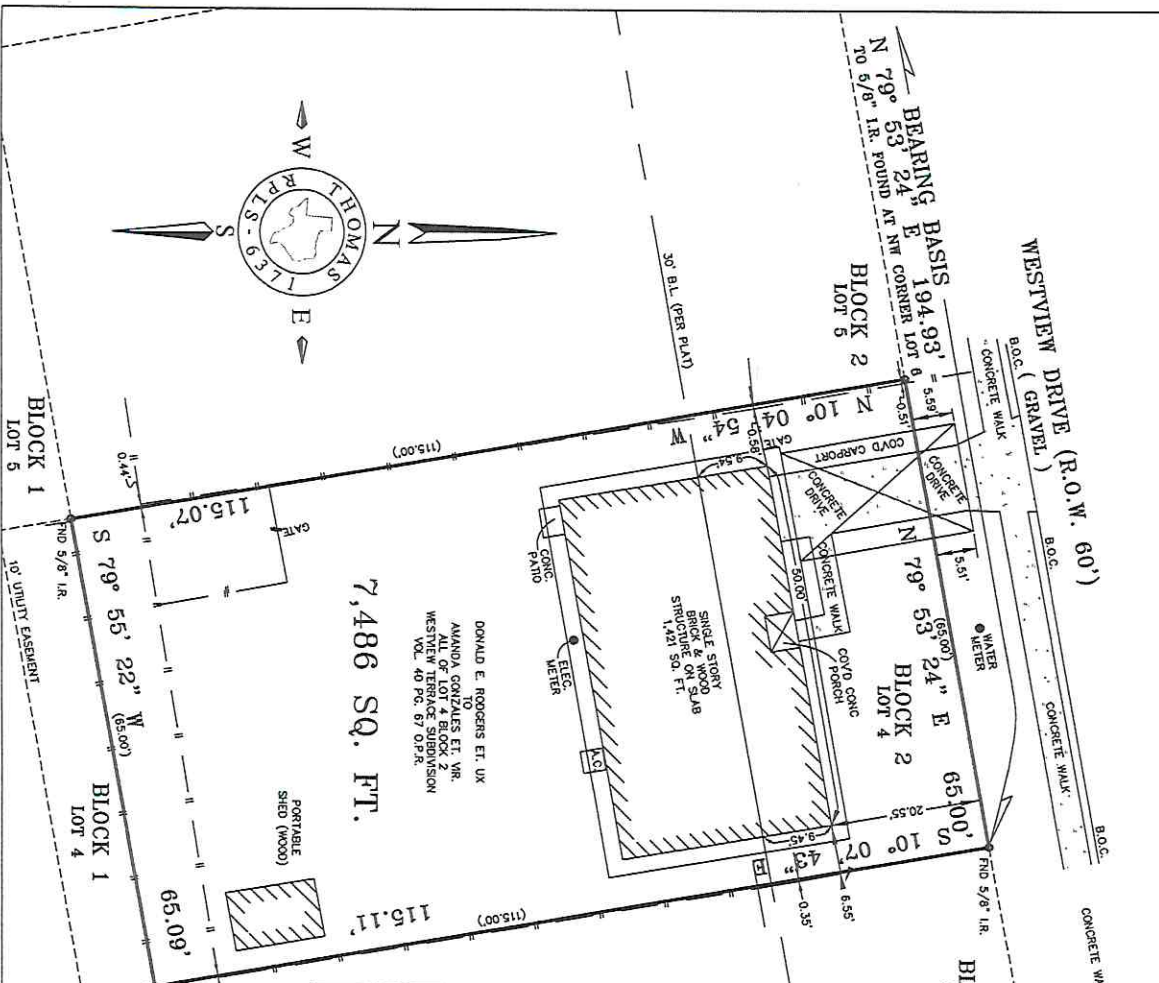 WESTVIEW DRIVE (R.O.W. 60')
( GRAVEL )
B.O.C.
B.O.C.
B.O.C.
CONCRETE WALK
CONCRETE WALK
CONCRETE WA
BEARING BASIS
N 79° 53' 24" E 194.93'
TO 5/8" I.R. FOUND AT NW CORNER LOT 6
BLOCK 2
LOT 5
30' B.L. (PER PLAT)
5.59'
0.51'
5.51'
WATER
METER
N 79° 53' 24" E
65.00'
(65.00')
BLOCK 2
LOT 4
FND 5/8" I.R.
BL
COV'D CARPORT
CONCRETE
DRIVE
CONCRETE
DRIVE
CONCRETE WALK
COV'D CONC
PORCH
GATE
0.58'
9.54'
50.00'
20.55'
9.45'
6.55'
0.35'
H
S 10° 07' 43"
N 10° 04' 54" W
(115.00')
115.07'
SINGLE STORY
BRICK & WOOD
STRUCTURE ON SLAB
1,421 SQ. FT.
CONC.
PATIO
ELEC.
METER
A.C.
DONALD E. RODGERS ET. UX
TO
AMANDA GONZALES ET. VIR.
ALL OF LOT 4 BLOCK 2
WESTVIEW TERRACE SUBDIVISION
VOL. 40 PG. 67 O.P.R.
7,486 SQ. FT.
115.11'
(115.00')
GATE
0.44'
PORTABLE
SHED (WOOD)
S 79° 55' 22" W
(65.00')
65.09'
FND 5/8" I.R.
BLOCK 1
LOT 5
BLOCK 1
LOT 4
10' UTILITY EASEMENT
N
W
E
S
THOMAS
RPLS-6937